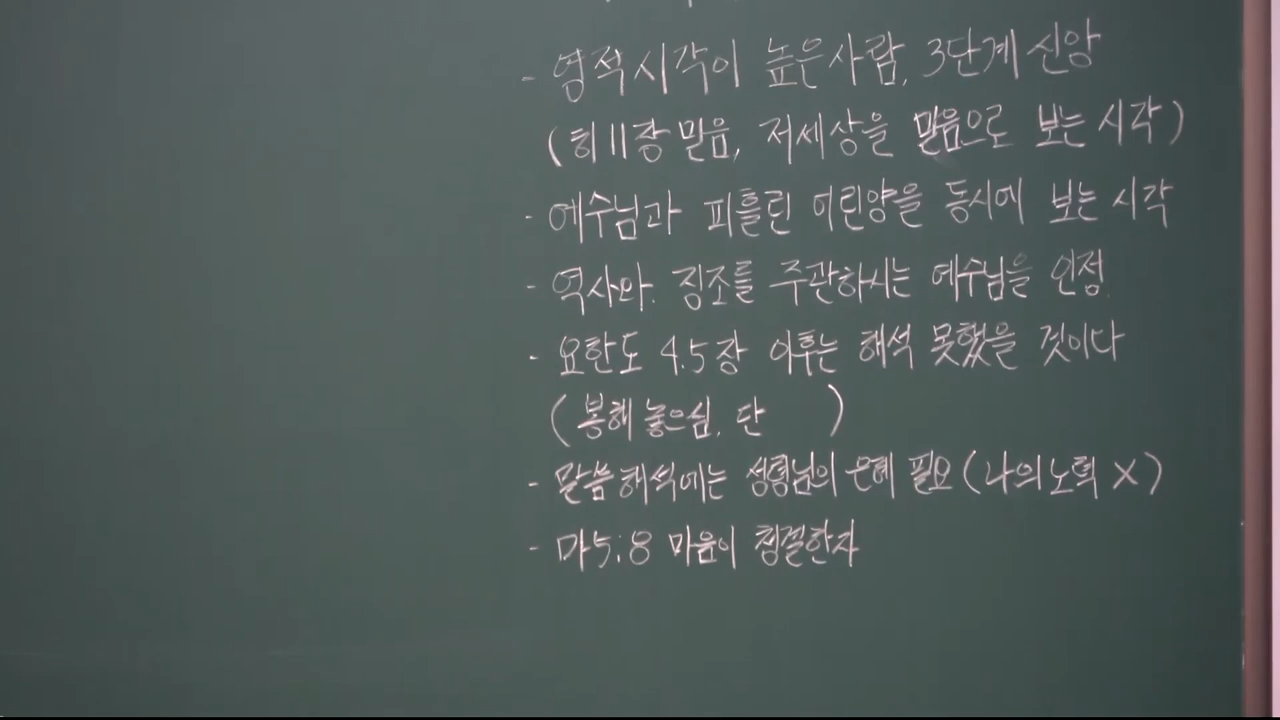 - 영적시각이 높은사람, 3단계 신앙
(히11장 믿음, 저세상을 믿음으로 보는 시각)
- 예수님과 피흘린 어린양을 동시에 보는 시각
- 역사와 징조를 주관하시는 예수님을 인정
- 요한도 4.5장 이후는 해석 못했을 것이다
(봉해 놓으심, 단 )
- 말씀해석에는 성령님의 은혜 필요(나의노력 X)
- 마5:8 마음이 청결한자